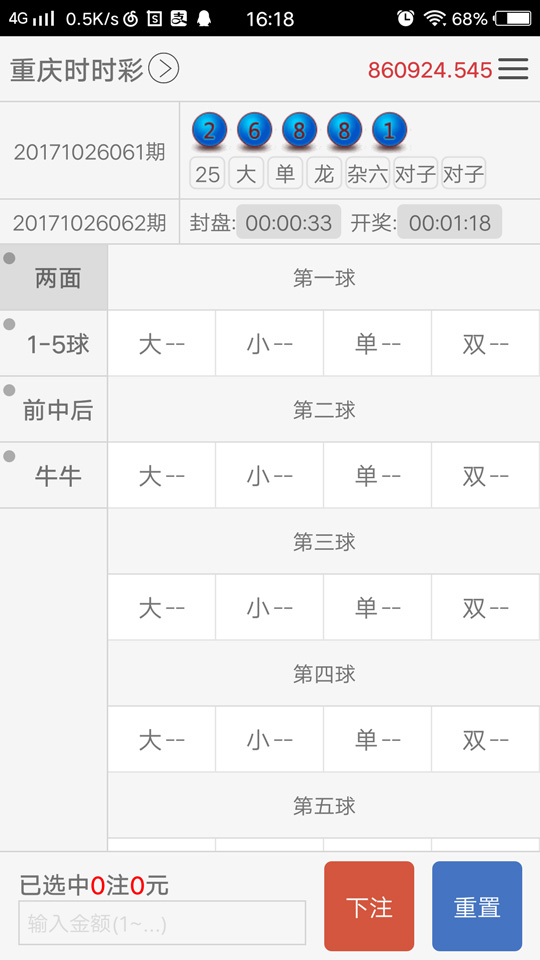 4G 0.5K/s 支 16:18 68%
重庆时时彩 860924.545
20171026061期 2 6 8 8 1
25 大 单 龙 杂六 对子 对子
20171026062期 封盘: 00:00:33 开奖: 00:01:18
两面 第一球
1-5球 大-- 小-- 单-- 双--
前中后 第二球
牛牛 大-- 小-- 单-- 双--
第三球
大-- 小-- 单-- 双--
第四球
大-- 小-- 单-- 双--
第五球
已选中0注0元
输入金额(1~...) 下注 重置